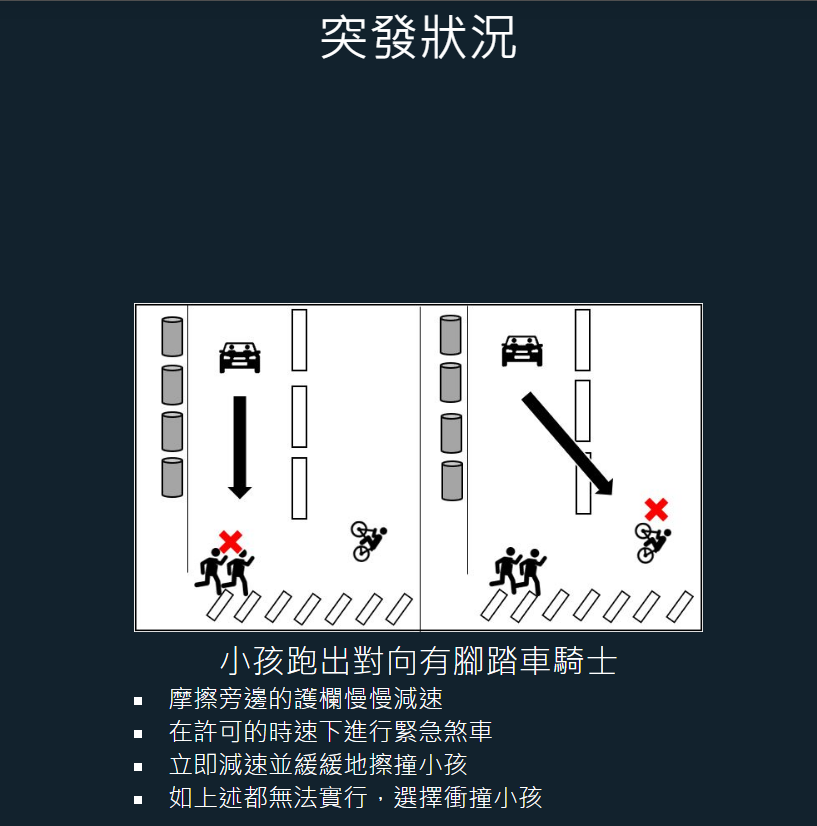 突發狀況
小孩跑出對向有腳踏車騎士
摩擦旁邊的護欄慢慢減速
在許可的時速下進行緊急煞車
立即減速並緩緩地擦撞小孩
如上述都無法實行，選擇衝撞小孩